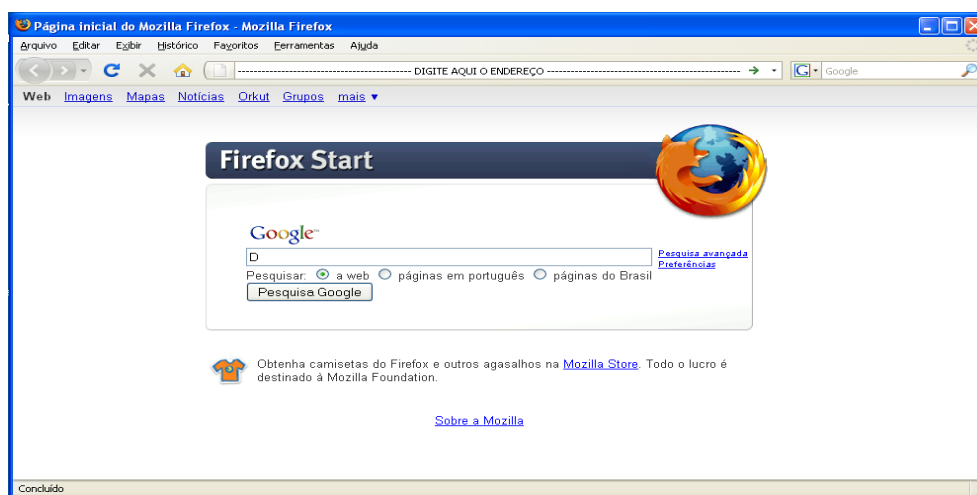 Página inicial do Mozilla Firefox - Mozilla Firefox
Arquivo Editar Exibir Histórico Favoritos Ferramentas Ajuda
------------------------------------------ DIGITE AQUI O ENDEREÇO ----------------------------------------------- G Google
Web Imagens Mapas Notícias Orkut Grupos mais ▼
Firefox Start
Google™
D
Pesquisa avançada
Preferências
Pesquisar: a web páginas em português páginas do Brasil
Pesquisa Google
Obtenha camisetas do Firefox e outros agasalhos na Mozilla Store. Todo o lucro é
destinado à Mozilla Foundation.
Sobre a Mozilla
Concluído